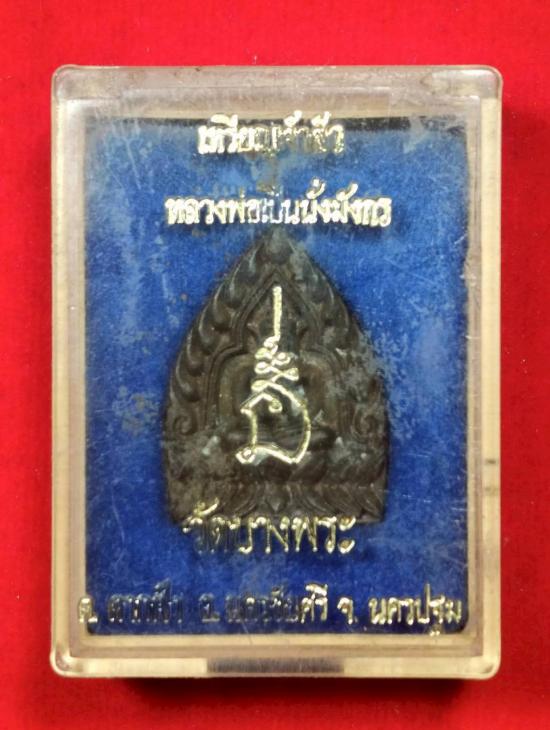 เหรียญเจ้าสัว
หลวงพ่อเปิ่นนั่งมังกร
วัดบางพระ
ต. อ. นครชัยศรี จ. นครปฐม